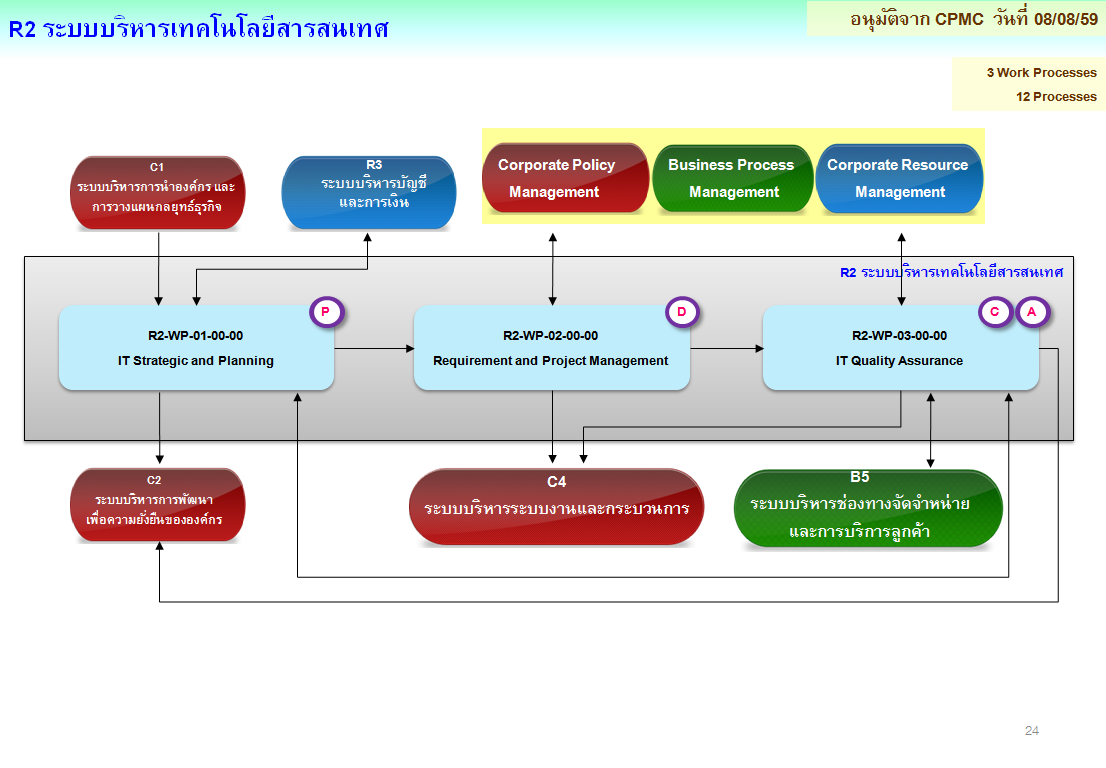 R2 ระบบบริหารเทคโนโลยีสารสนเทศ
อนุมัติจาก CPMC วันที่ 08/08/59
3 Work Processes
12 Processes
C1
ระบบบริหารการนำองค์กร และ
การวางแผนกลยุทธ์ธุรกิจ
R3
ระบบบริหารบัญชี
และการเงิน
Corporate Policy
Management
Business Process
Management
Corporate Resource
Management
R2 ระบบบริหารเทคโนโลยีสารสนเทศ
P
R2-WP-01-00-00
IT Strategic and Planning
D
R2-WP-02-00-00
Requirement and Project Management
C
A
R2-WP-03-00-00
IT Quality Assurance
C2
ระบบบริหารการพัฒนา
เพื่อความยั่งยืนขององค์กร
C4
ระบบบริหารระบบงานและกระบวนการ
B5
ระบบบริหารช่องทางจัดจำหน่าย
และการบริการลูกค้า
24